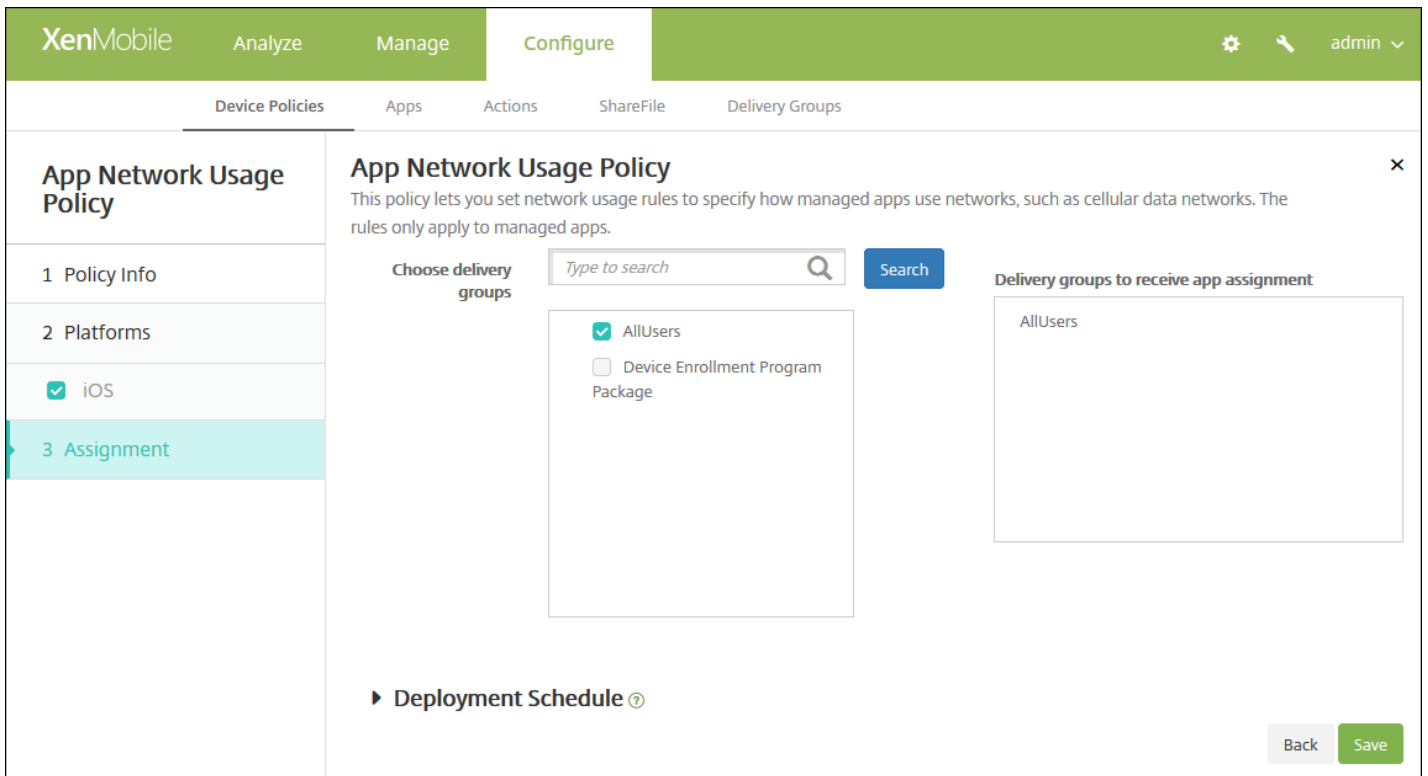 XenMobile Analyze Manage Configure admin
Device Policies Apps Actions ShareFile Delivery Groups
App Network Usage
Policy
1 Policy Info
2 Platforms
iOS
3 Assignment
App Network Usage Policy
This policy lets you set network usage rules to specify how managed apps use networks, such as cellular data networks. The
rules only apply to managed apps.
Choose delivery
groups
Type to search
Search
AllUsers
Device Enrollment Program
Package
Delivery groups to receive app assignment
AllUsers
Deployment Schedule ?
Back Save